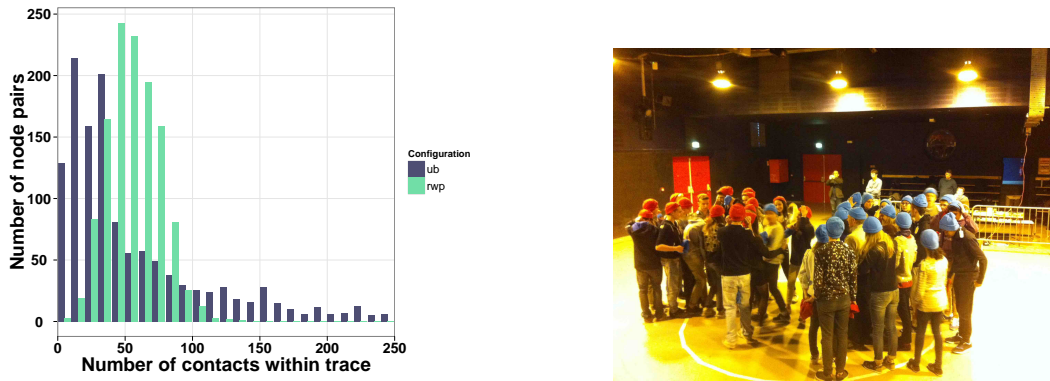 Number of node pairs
250
200
150
100
50
0
0 50 100 150 200 250
Number of contacts within trace
Configuration
ub
rwp